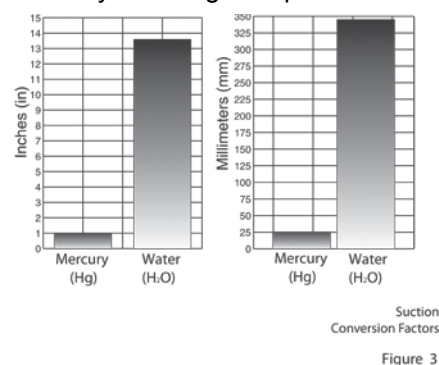 15
14
13
12
11
10
9
8
7
6
5
4
3
2
1
0
Inches (in)
Mercury
(Hg)
Water
(H₂O)
350
325
300
275
250
225
200
175
150
125
100
75
50
25
0
Millimeters (mm)
Mercury
(Hg)
Water
(H₂O)
Suction
Conversion Factors
Figure 3